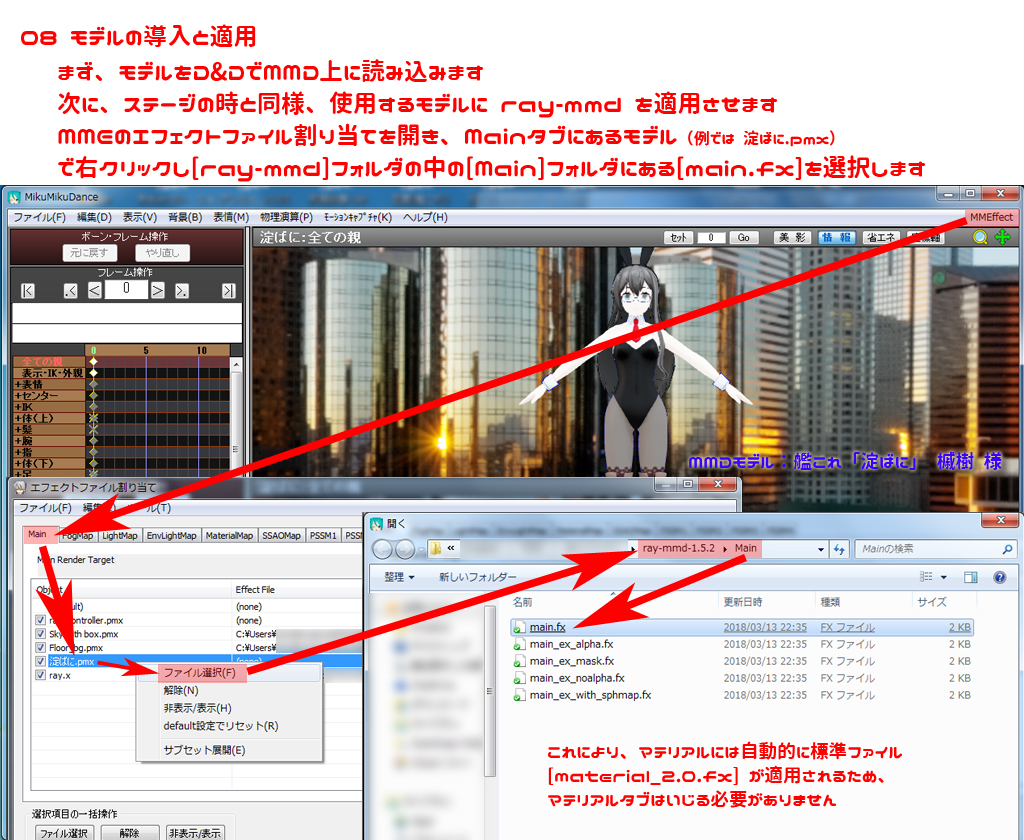 08 モデルの導入と適用
まず、モデルをD&DでMMD上に読み込みます
次に、ステージの時と同様、使用するモデルに ray-mmd を適用させます
MMEのエフェクトファイル割り当てを開き、Mainタブにあるモデル（例では 淀ばに.pmx）
で右クリックし[ray-mmd]フォルダの中の[Main]フォルダにある[main.fx]を選択します
MikuMikuDance
ファイル(F) 編集(D) 表示(V) 背景(B) 表情(M) 物理演算(P) ﾓｰｼｮﾝｷｬﾌﾟﾁｬ(K) ヘルプ(H) MMEffect
ボーン・フレーム操作
元に戻す やり直し
フレーム操作
|< .< < 0 > >. >|
淀ばに:全ての親 ｾｯﾄ 0 Go 美 影 情 報 省エネ
0 5 10
全ての親
表示・IK・外観
+表情
+センター
+IK
+体(上)
+髪
+腕
+指
+体(下)
+足
MMDモデル：艦これ「淀ばに」 槭樹 様
エフェクトファイル割り当て
ファイル(F) 編集 ル(T)
Main FogMap LightMap EnvLightMap MaterialMap SSAOMap PSSM1 PSSM
Main Render Target
Object Effect File
ult) (none)
ray controller.pmx (none)
Sky with box.pmx C:¥Users¥
Floor og.pmx C:¥Users¥
淀ばに.pmx (none)
ray.x
ファイル選択(F)
解除(N)
非表示/表示(H)
default設定でリセット(R)
サブセット展開(E)
選択項目の一括操作
ファイル選択 解除 非表示/表示
開く
« ray-mmd-1.5.2 ▸ Main Mainの検索
整理 ▼ 新しいフォルダー
名前 更新日時 種類 サイズ
main.fx 2018/03/13 22:35 FX ファイル 2 KB
main_ex_alpha.fx 2018/03/13 22:35 FX ファイル 2 KB
main_ex_mask.fx 2018/03/13 22:35 FX ファイル 2 KB
main_ex_noalpha.fx 2018/03/13 22:35 FX ファイル 2 KB
main_ex_with_sphmap.fx 2018/03/13 22:35 FX ファイル 2 KB
これにより、マテリアルには自動的に標準ファイル
[material_2.0.fx] が適用されるため、
マテリアルタブはいじる必要がありません